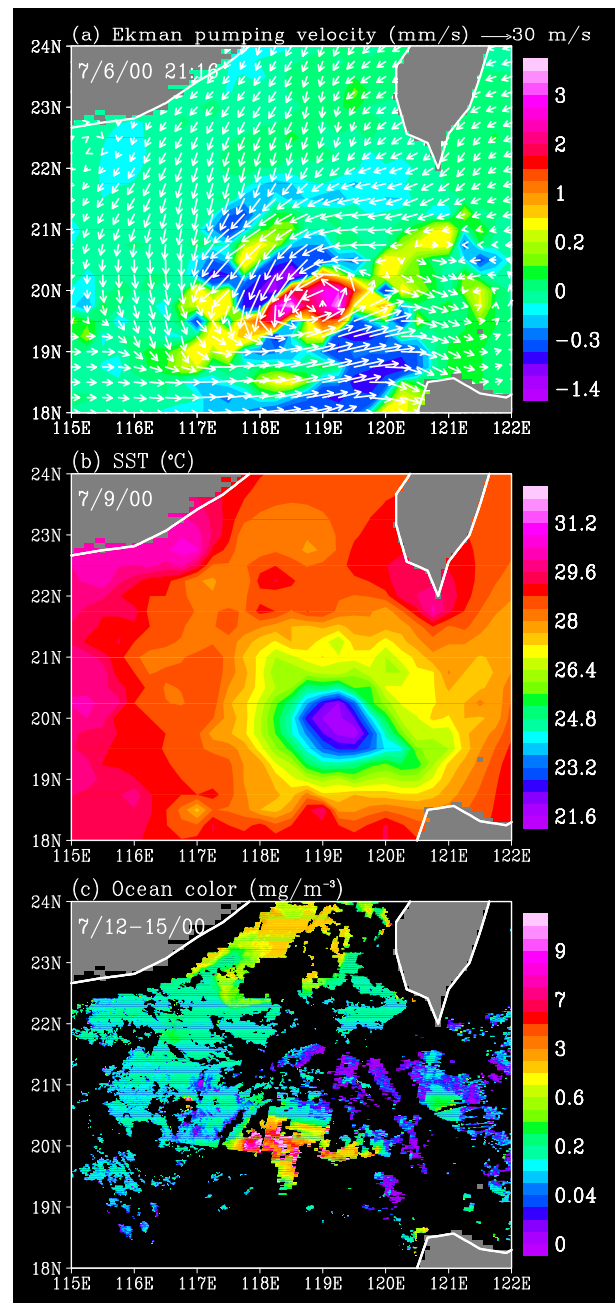 (a) Ekman pumping velocity (mm/s) →30 m/s
24N
7/6/00 21:16
23N
22N
21N
20N
19N
18N
115E 116E 117E 118E 119E 120E 121E 122E
3
2
1
0.2
0
−0.3
−1.4
(b) SST (°C)
24N
7/9/00
23N
22N
21N
20N
19N
18N
115E 116E 117E 118E 119E 120E 121E 122E
31.2
29.6
28
26.4
24.8
23.2
21.6
(c) Ocean color (mg/m⁻³)
24N
7/12−15/00
23N
22N
21N
20N
19N
18N
115E 116E 117E 118E 119E 120E 121E 122E
9
7
3
0.6
0.2
0.04
0